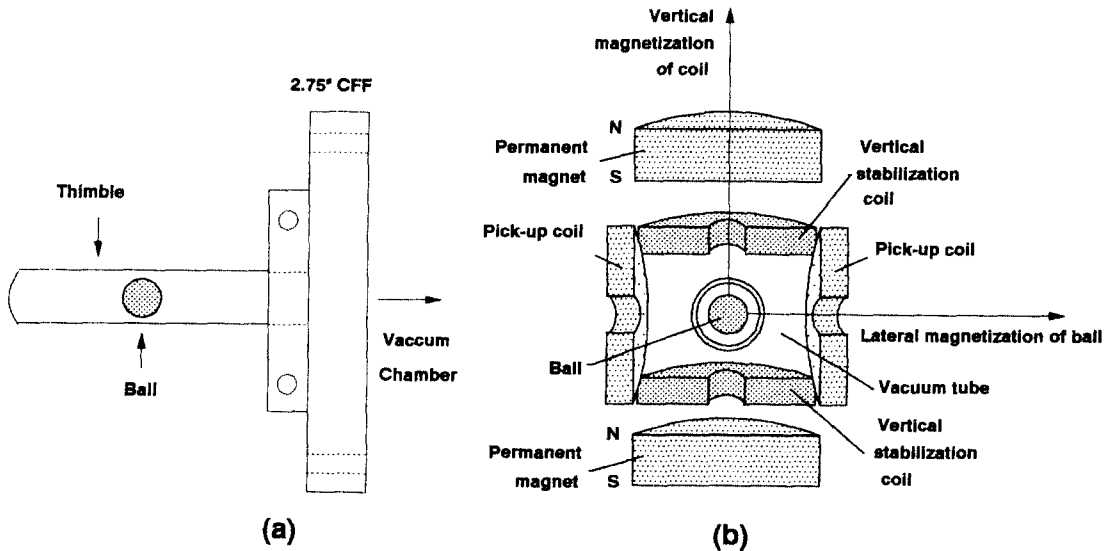 2.75" CFF
Thimble
Ball
Vaccum
Chamber
(a)
Vertical
magnetization
of coil
N
Permanent
magnet
S
Vertical
stabilization
coil
Pick-up coil
Pick-up coil
Lateral magnetization of ball
Ball
Vacuum tube
N
Permanent
magnet
S
Vertical
stabilization
coil
(b)